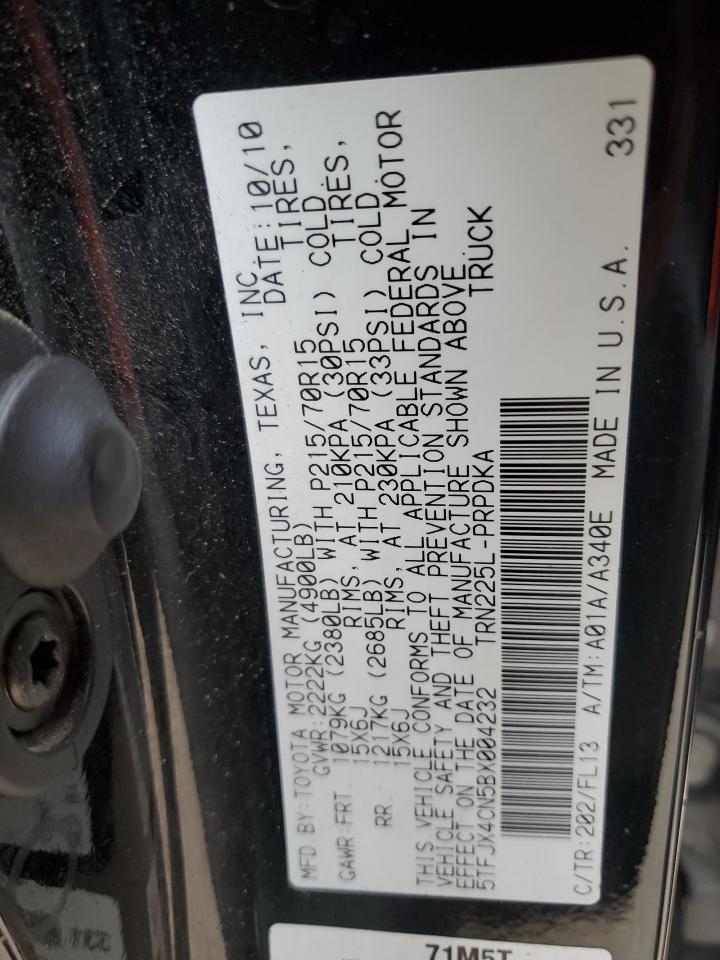 MFD BY:TOYOTA MOTOR MANUFACTURING, TEXAS, INC.
GVWR:2222KG (4900LB) DATE:10/10
GAWR:FRT. 1079KG (2380LB) WITH P215/70R15 TIRES,
15X6J RIMS, AT 210KPA (30PSI) COLD
RR. 1217KG (2685LB) WITH P215/70R15 TIRES,
15X6J RIMS, AT 230KPA (33PSI) COLD
THIS VEHICLE CONFORMS TO ALL APPLICABLE FEDERAL MOTOR
VEHICLE SAFETY AND THEFT PREVENTION STANDARDS IN
EFFECT ON THE DATE OF MANUFACTURE SHOWN ABOVE.
5TFJX4CN5BX004232 TRN225L-PRPDKA TRUCK
C/TR:202/FL13 A/TM:A01A/A340E MADE IN U.S.A. 331
71M5T